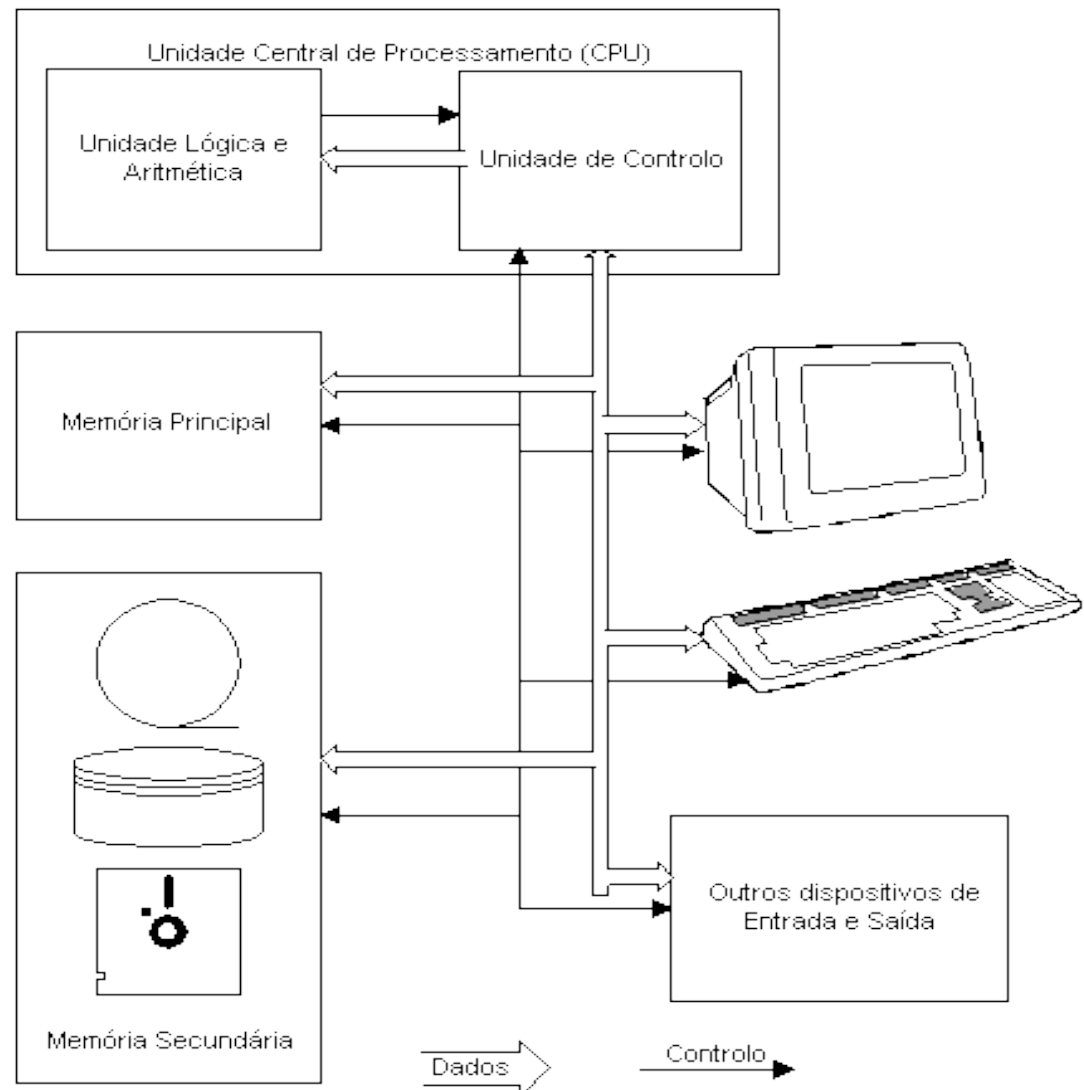 Unidade Central de Processamento (CPU)
Unidade Lógica e
Aritmética
Unidade de Controlo
Memória Principal
Outros dispositivos de
Entrada e Saída
Memória Secundária
Dados
Controlo